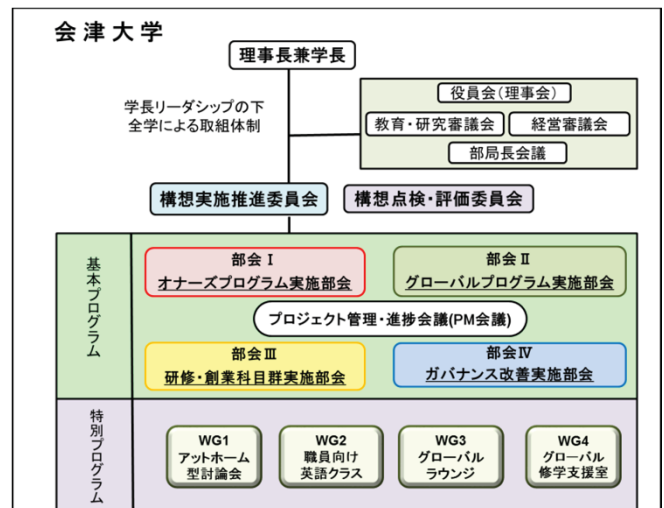 会津大学
理事長兼学長
学長リーダシップの下
全学による取組体制
役員会(理事会)
教育・研究審議会
経営審議会
部局長会議
構想実施推進委員会
構想点検・評価委員会
基本プログラム
部会Ⅰ
オナーズプログラム実施部会
部会Ⅱ
グローバルプログラム実施部会
プロジェクト管理・進捗会議(PM会議)
部会Ⅲ
研修・創業科目群実施部会
部会Ⅳ
ガバナンス改善実施部会
特別プログラム
WG1
アットホーム
型討論会
WG2
職員向け
英語クラス
WG3
グローバル
ラウンジ
WG4
グローバル
修学支援室